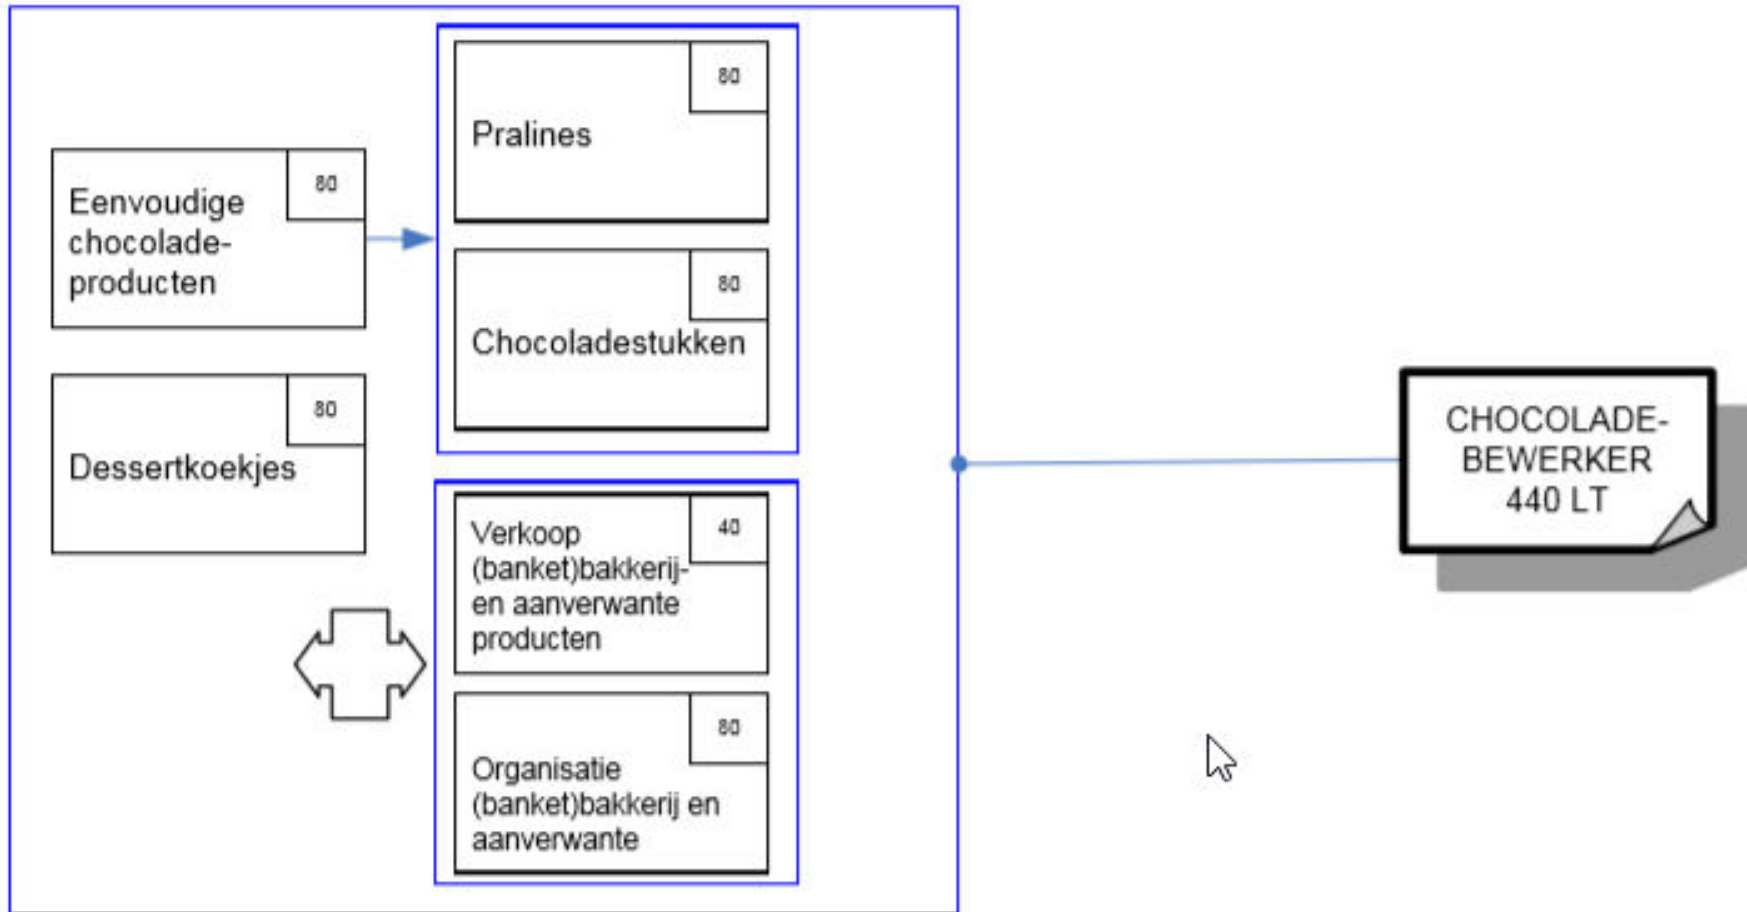 80
Eenvoudige
chocolade-
producten
80
Dessertkoekjes
80
Pralines
80
Chocoladestukken
40
Verkoop
(banket)bakkerij-
en aanverwante
producten
80
Organisatie
(banket)bakkerij en
aanverwante
CHOCOLADE-
BEWERKER
440 LT